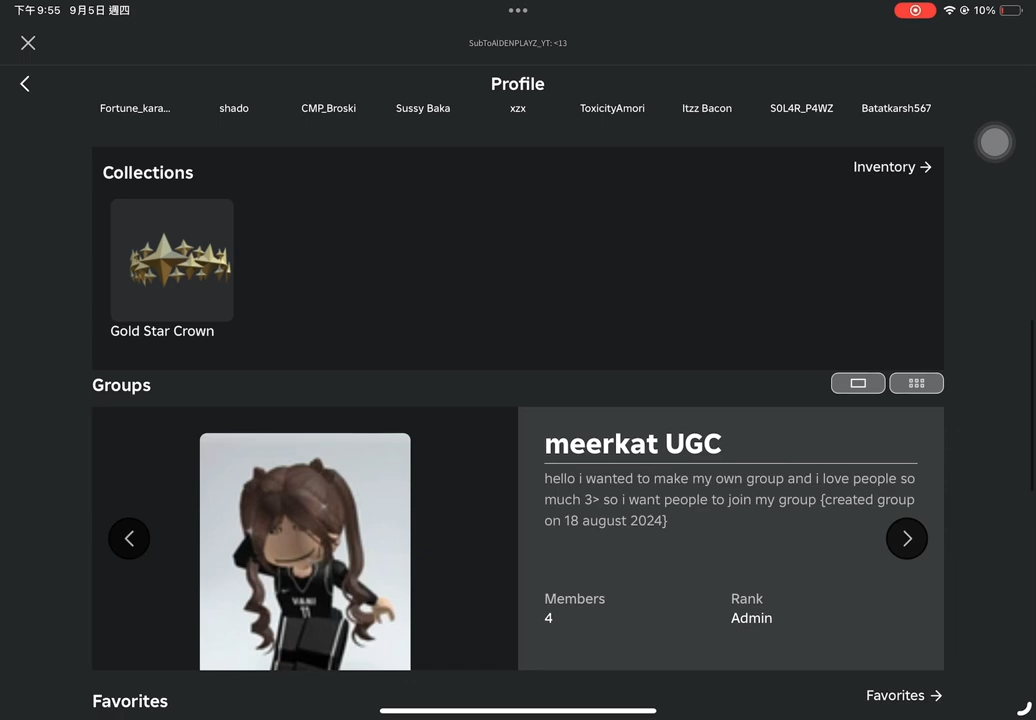 下午9:55 9月5日 週四
10%
SubToAIDENPLAYZ_YT: <13
Profile
Fortune_kara... shado CMP_Broski Sussy Baka xzx ToxicityAmori Itzz Bacon S0L4R_P4WZ Batatkarsh567
Collections
Inventory
Gold Star Crown
Groups
meerkat UGC
hello i wanted to make my own group and i love people so
much 3> so i want people to join my group {created group
on 18 august 2024}
VANI
11
Members
Rank
4
Admin
Favorites
Favorites